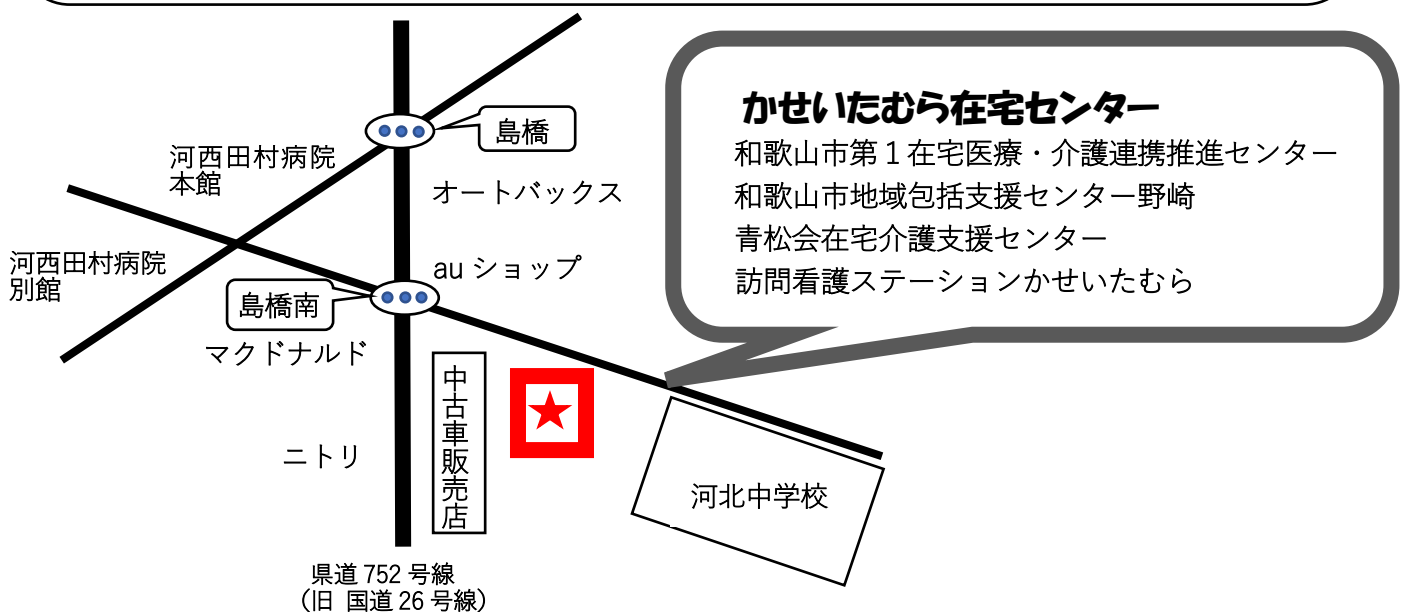 かせいたむら在宅センター
和歌山市第１在宅医療・介護連携推進センター
和歌山市地域包括支援センター野崎
青松会在宅介護支援センター
訪問看護ステーションかせいたむら
島橋
河西田村病院
本館
オートバックス
河西田村病院
別館
au ショップ
島橋南
マクドナルド
中古車販売店
ニトリ
河北中学校
県道 752 号線
（旧 国道 26 号線）